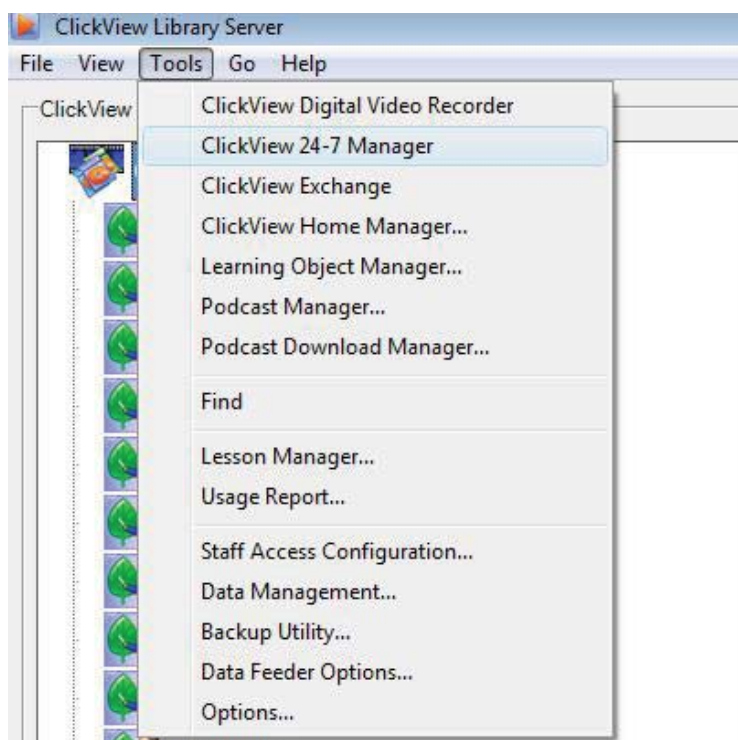 ClickView Library Server
File View Tools Go Help
ClickView
ClickView Digital Video Recorder
ClickView 24-7 Manager
ClickView Exchange
ClickView Home Manager...
Learning Object Manager...
Podcast Manager...
Podcast Download Manager...
Find
Lesson Manager...
Usage Report...
Staff Access Configuration...
Data Management...
Backup Utility...
Data Feeder Options...
Options...